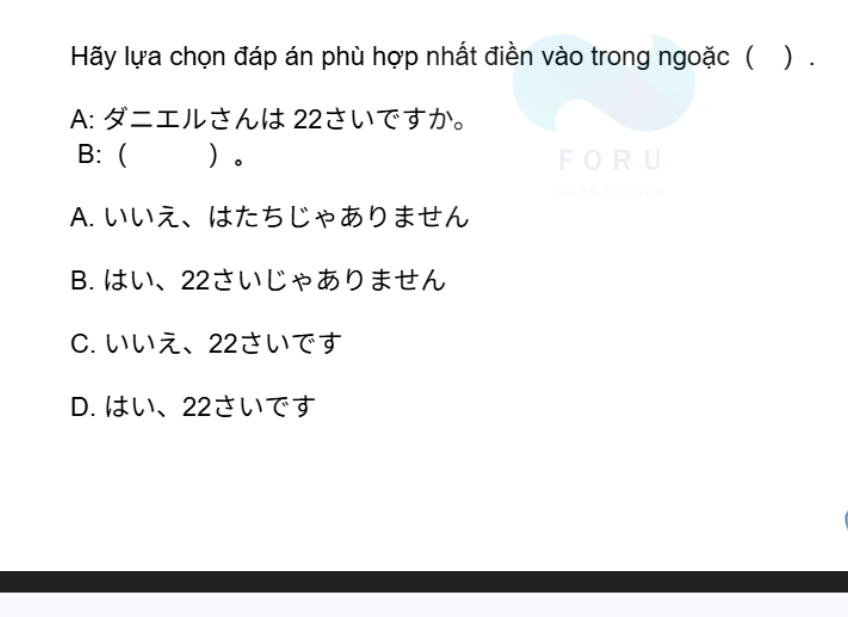 Hãy lựa chọn đáp án phù hợp nhất điền vào trong ngoặc ( ) .
A: ダニエルさんは 22さいですか。
B: ( ) 。
FORU
LEARN TO KNOW
A. いいえ、はたちじゃありません
B. はい、22さいじゃありません
C. いいえ、22さいです
D. はい、22さいです